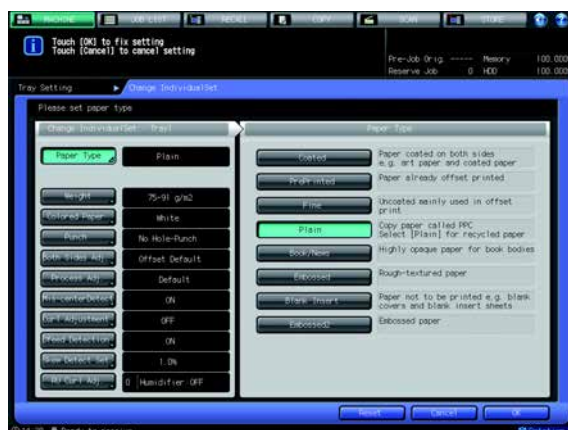 MACHINE JOB LIST RECALL COPY SCAN STORE
Touch [OK] to fix setting
Touch [Cancel] to cancel setting
Pre-Job Orig. ----- Memory 100.000
Reserve Job 0 HDD 100.000
Tray Setting Change IndividualSet
Please set paper type
Change IndividualSet: Tray1
Paper Type Plain
Weight 75-91 g/m2
Colored Paper White
Punch No Hole-Punch
Both Sides Adj. Offset Default
Process Adj. Default
Mis-centerDetect ON
Curl Adjustment OFF
ON
1.0%
RU Curl Adj. 0 Humidifier OFF
Paper Type
Coated Paper coated on both sides
e.g. art paper and coated paper
PrePrinted Paper already offset printed
Fine Uncoated mainly used in offset
print
Plain Copy paper called PPC
Select [Plain] for recycled paper
Book/News Highly opaque paper for book bodies
Embossed Rough-textured paper
Blank Insert Paper not to be printed e.g. blank
covers and blank insert sheets
Embossed2 Embossed paper
Reset Cancel OK